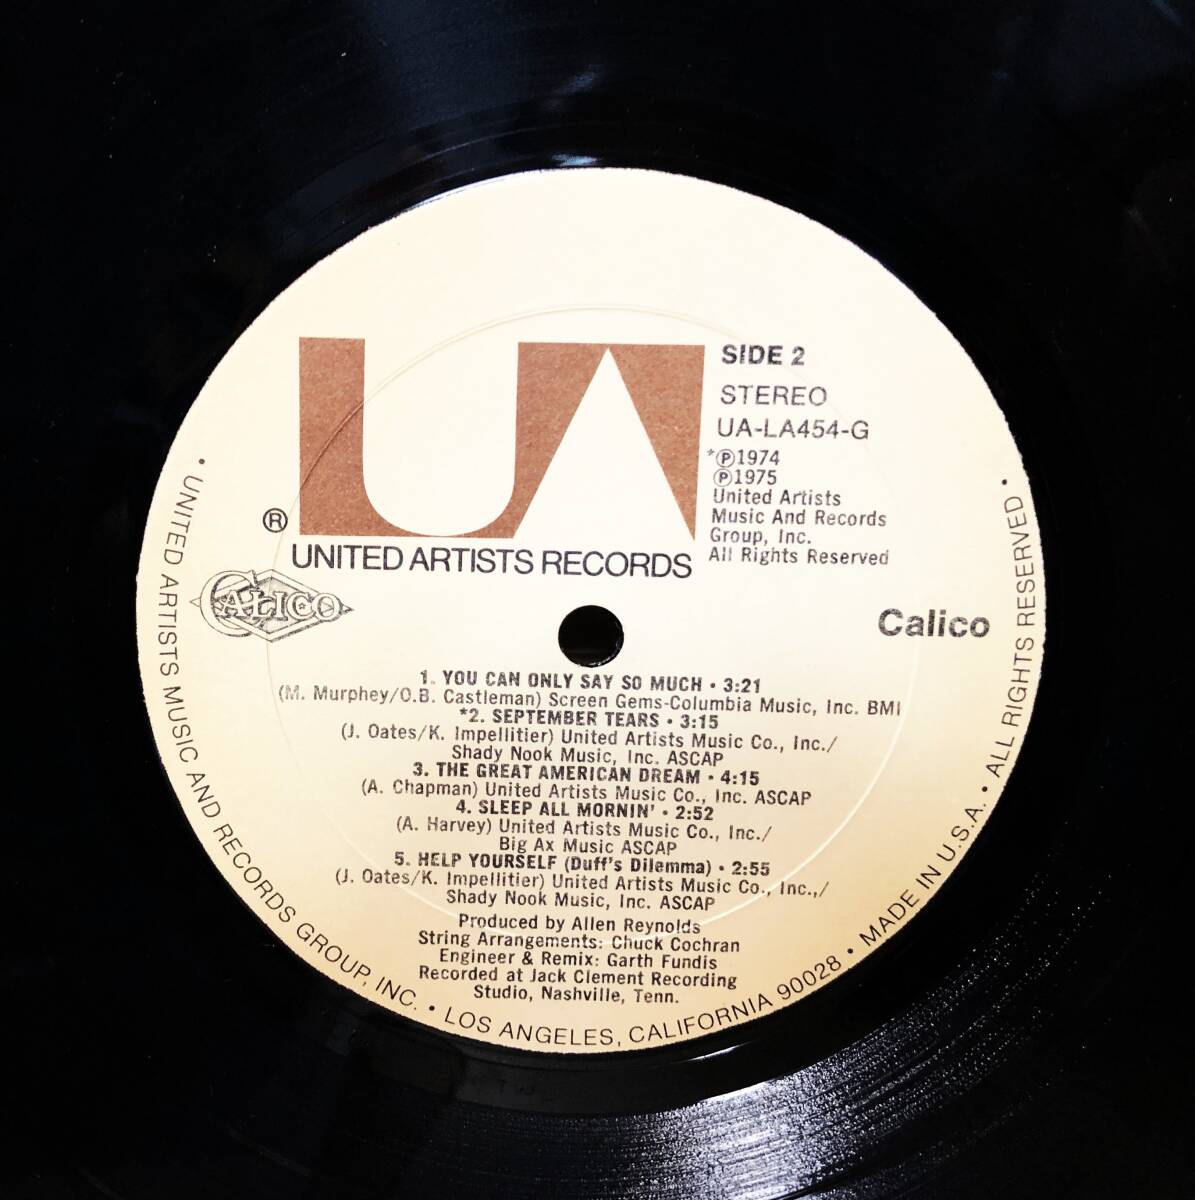 UA
®
UNITED ARTISTS RECORDS
SIDE 2
STEREO
UA-LA454-G
*Ⓟ1974
Ⓟ1975
United Artists
Music And Records
Group, Inc.
All Rights Reserved
CALICO
Calico
1. YOU CAN ONLY SAY SO MUCH • 3:21
(M. Murphey/O.B. Castleman) Screen Gems-Columbia Music, Inc. BMI
*2. SEPTEMBER TEARS • 3:15
(J. Oates/K. Impellitier) United Artists Music Co., Inc./
Shady Nook Music, Inc. ASCAP
3. THE GREAT AMERICAN DREAM • 4:15
(A. Chapman) United Artists Music Co., Inc. ASCAP
4. SLEEP ALL MORNIN' • 2:52
(A. Harvey) United Artists Music Co., Inc./
Big Ax Music ASCAP
5. HELP YOURSELF (Duff's Dilemma) • 2:55
(J. Oates/K. Impellitier) United Artists Music Co., Inc.,/
Shady Nook Music, Inc. ASCAP
Produced by Allen Reynolds
String Arrangements: Chuck Cochran
Engineer & Remix: Garth Fundis
Recorded at Jack Clement Recording
Studio, Nashville, Tenn.
• UNITED ARTISTS MUSIC AND RECORDS GROUP, INC. • LOS ANGELES, CALIFORNIA 90028 • MADE IN U.S.A. • ALL RIGHTS RESERVED •